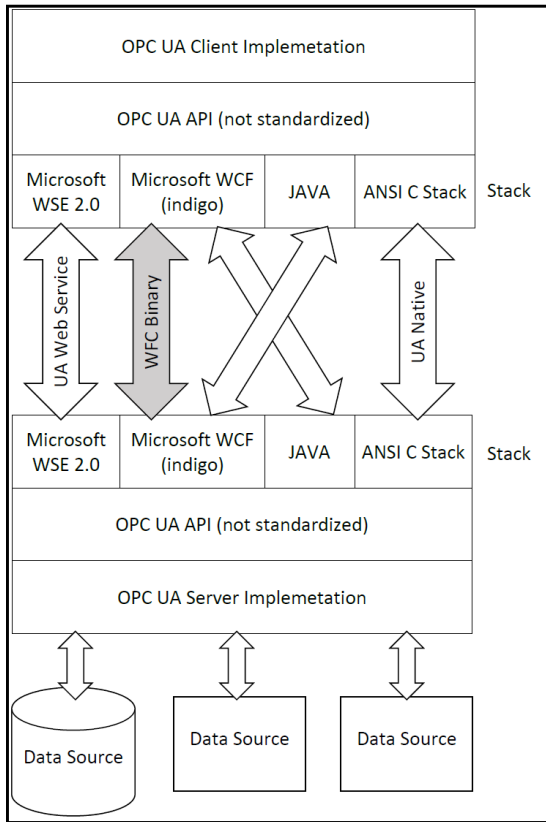 OPC UA Client Implemetation
OPC UA API (not standardized)
Microsoft
WSE 2.0
Microsoft WCF
(indigo)
JAVA
ANSI C Stack
Stack
UA Web Service
WFC Binary
UA Native
Microsoft
WSE 2.0
Microsoft WCF
(indigo)
JAVA
ANSI C Stack
Stack
OPC UA API (not standardized)
OPC UA Server Implemetation
Data Source
Data Source
Data Source